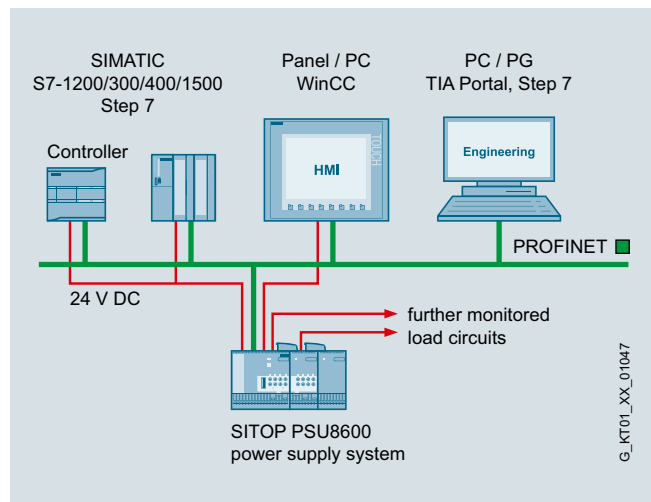 SIMATIC
S7-1200/300/400/1500
Step 7
Panel / PC
WinCC
PC / PG
TIA Portal, Step 7
Controller
HMI
TOUCH
Engineering
PROFINET
24 V DC
further monitored
load circuits
SITOP PSU8600
power supply system
G_KT01_XX_01047